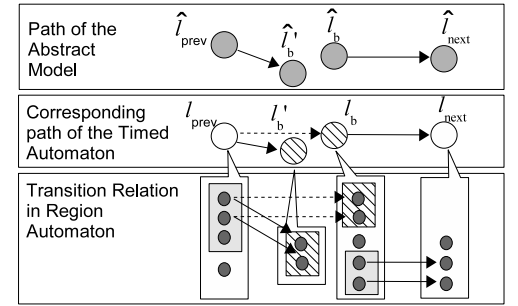 Path of the
Abstract
Model
l̂prev
l̂b'
l̂b
l̂next
Corresponding
path of the Timed
Automaton
lprev
lb'
lb
lnext
Transition Relation
in Region
Automaton